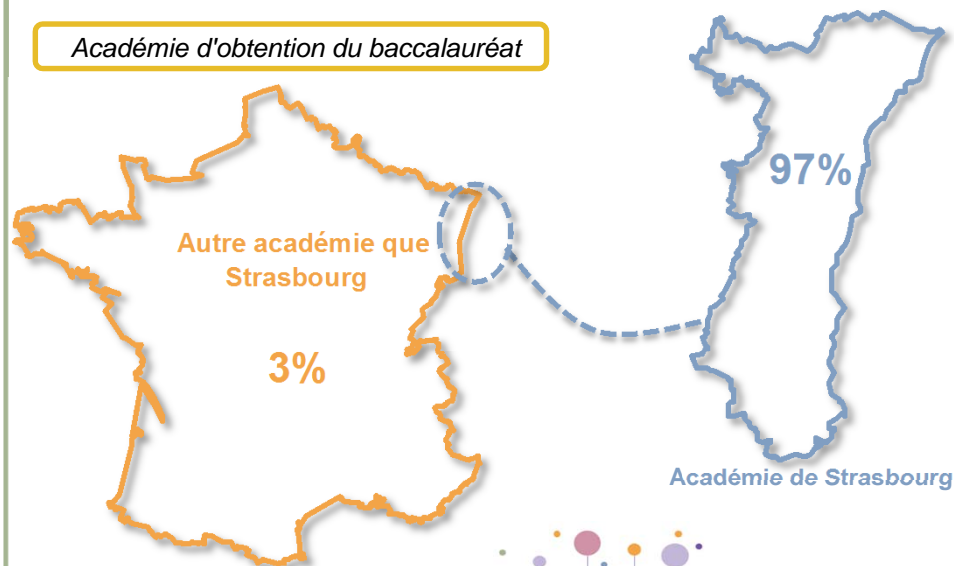 Académie d'obtention du baccalauréat
97%
Autre académie que
Strasbourg
3%
Académie de Strasbourg